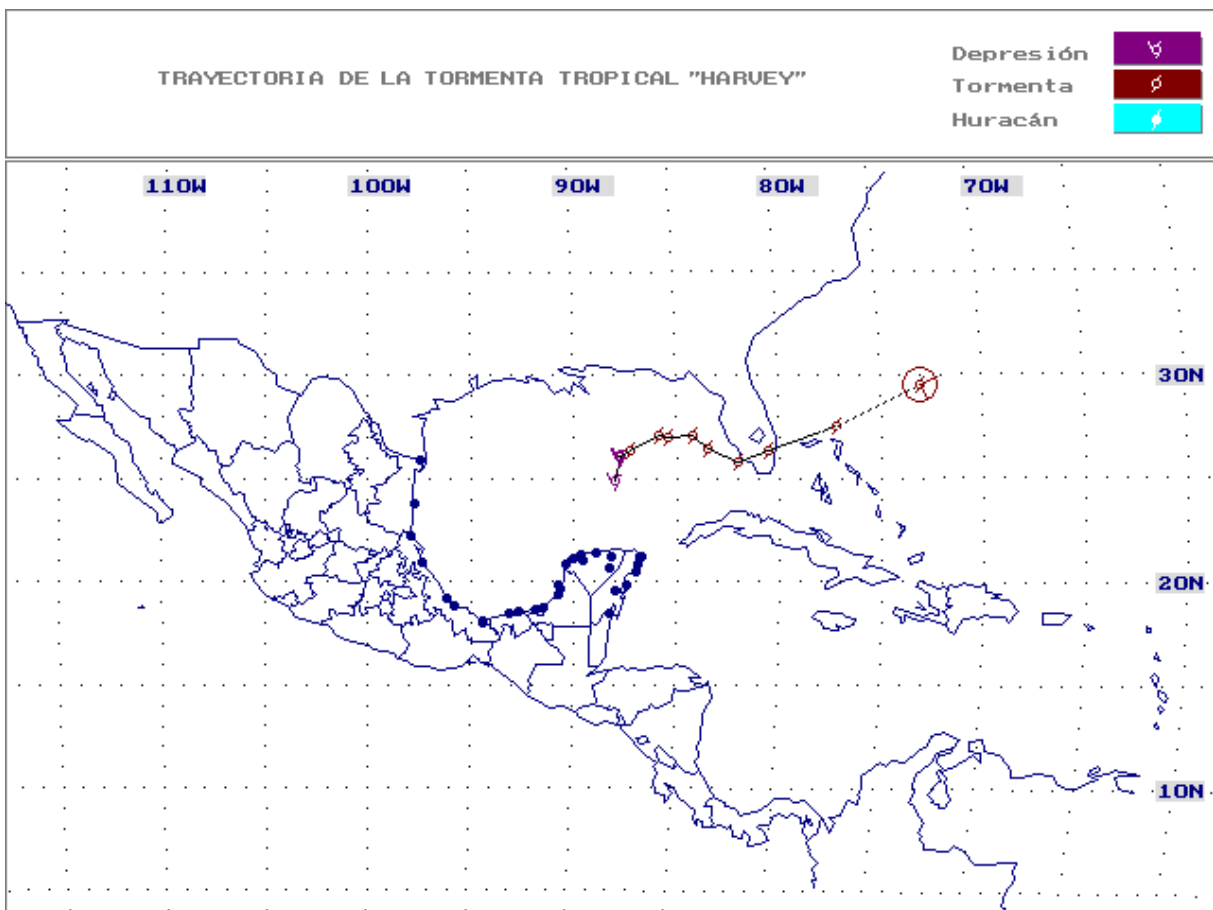 TRAYECTORIA DE LA TORMENTA TROPICAL "HARVEY"
Depresión
Tormenta
Huracán
110W 100W 90W 80W 70W
30N
20N
10N